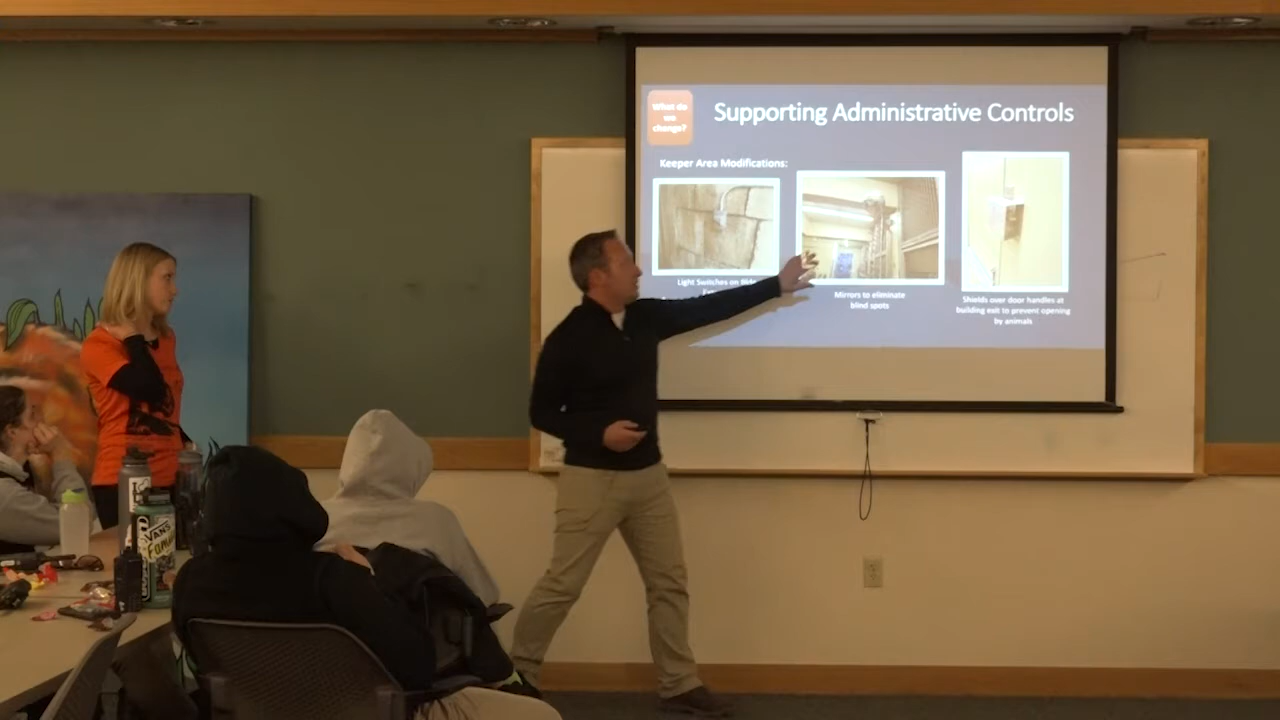 What do
we
change?
Supporting Administrative Controls
Keeper Area Modifications:
Light Switches on
Mirrors to eliminate
blind spots
Shields over door handles at
building exit to prevent opening
by animals
VANS